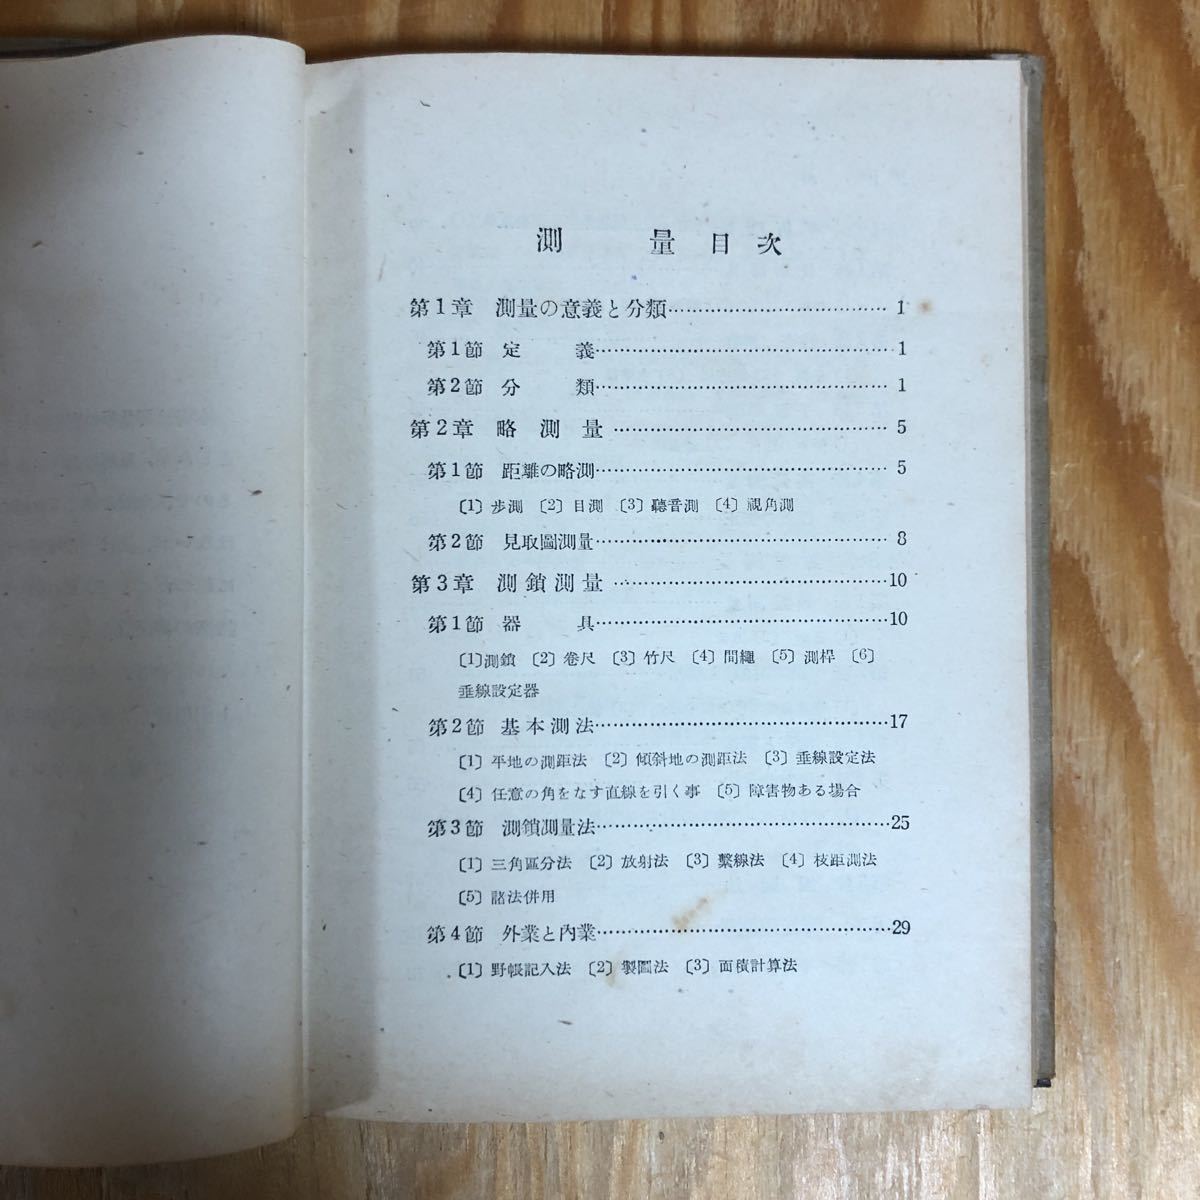 測量目次
第1章 測量の意義と分類……………………………… 1
第1節 定義………………………………………… 1
第2節 分類………………………………………… 1
第2章 略測量 ……………………………………… 5
第1節 距離の略測………………………………… 5
〔1〕歩測 〔2〕目測 〔3〕聽音測 〔4〕視角測
第2節 見取圖測量………………………………… 8
第3章 測鎖測量 ……………………………………10
第1節 器具…………………………………………10
〔1〕測鎖 〔2〕卷尺 〔3〕竹尺 〔4〕間繩 〔5〕測桿 〔6〕
垂線設定器
第2節 基本測法……………………………………17
〔1〕平地の測距法 〔2〕傾斜地の測距法 〔3〕垂線設定法
〔4〕任意の角をなす直線を引く事 〔5〕障害物ある場合
第3節 測鎖測量法…………………………………25
〔1〕三角區分法 〔2〕放射法 〔3〕繫線法 〔4〕枝距測法
〔5〕諸法併用
第4節 外業と内業…………………………………29
〔1〕野帳記入法 〔2〕製圖法 〔3〕面積計算法